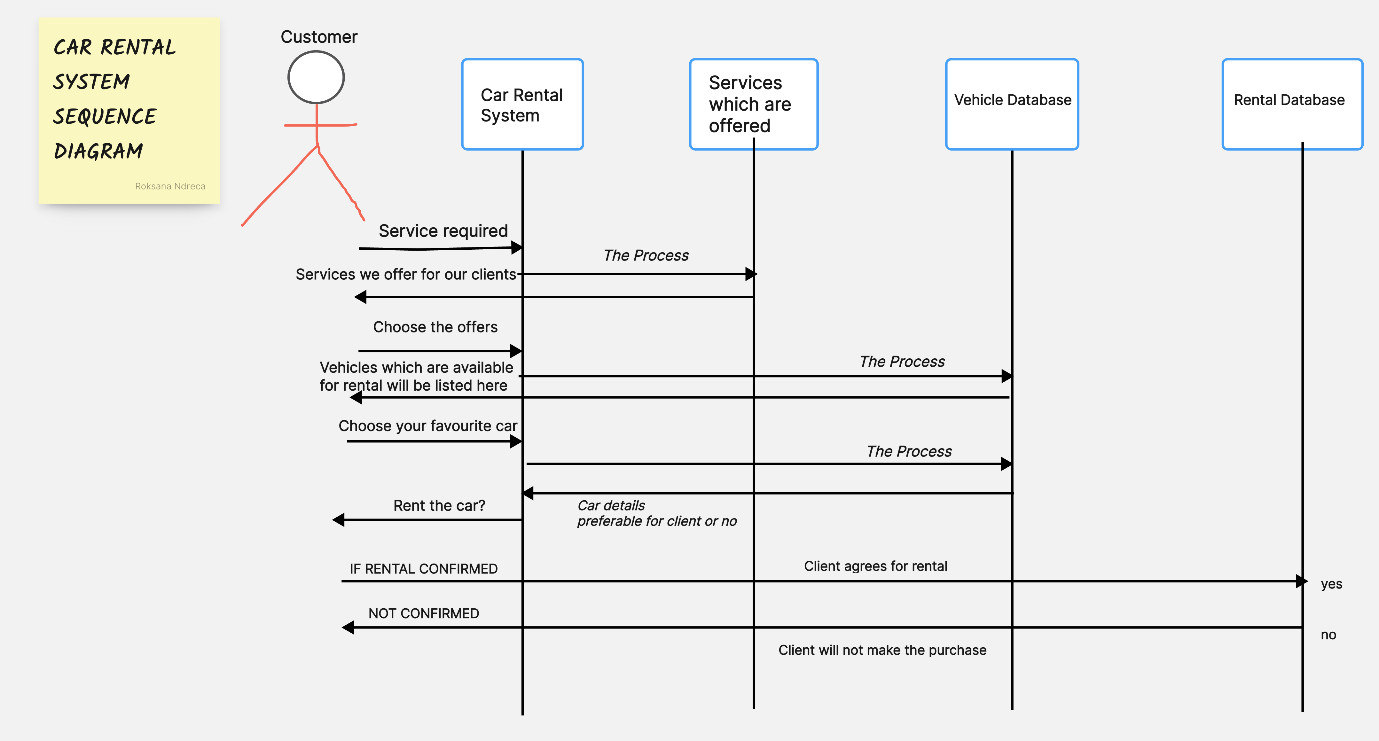 CAR RENTAL
SYSTEM
SEQUENCE
DIAGRAM
Roksana Ndreca
Customer
Car Rental
System
Services
which are
offered
Vehicle Database
Rental Database
Service required
The Process
Services we offer for our clients
Choose the offers
The Process
Vehicles which are available
for rental will be listed here
Choose your favourite car
The Process
Rent the car?
Car details
preferable for client or no
IF RENTAL CONFIRMED
Client agrees for rental
yes
NOT CONFIRMED
no
Client will not make the purchase